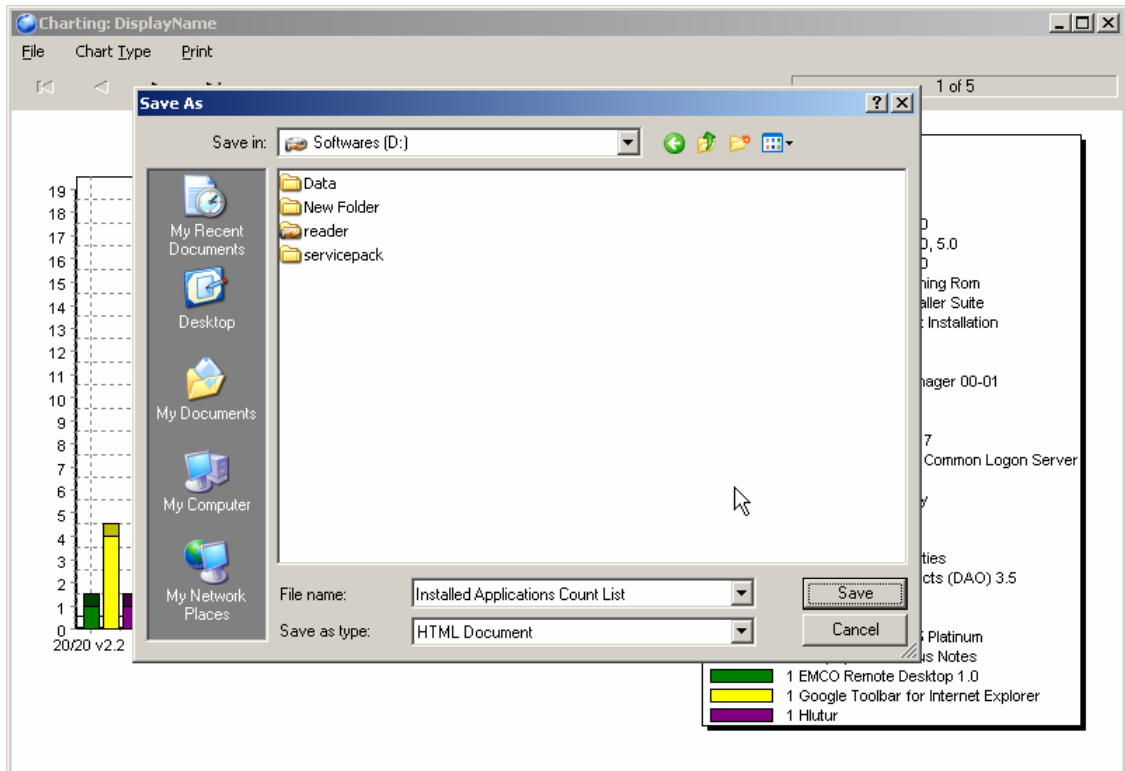 Charting: DisplayName
File Chart Type Print
1 of 5
Save As
Save in: Softwares (D:)
My Recent
Documents
Desktop
My Documents
My Computer
My Network
Places
Data
New Folder
reader
servicepack
File name: Installed Applications Count List Save
Save as type: HTML Document Cancel
19
18
17
16
15
14
13
12
11
10
9
8
7
6
5
4
3
2
1
0
20/20 v2.2
0, 5.0
ning Rom
aller Suite
Installation
nager 00-01
7
Common Logon Server
ties
cts (DAO) 3.5
Platinum
us Notes
1 EMCO Remote Desktop 1.0
1 Google Toolbar for Internet Explorer
1 Hlutur